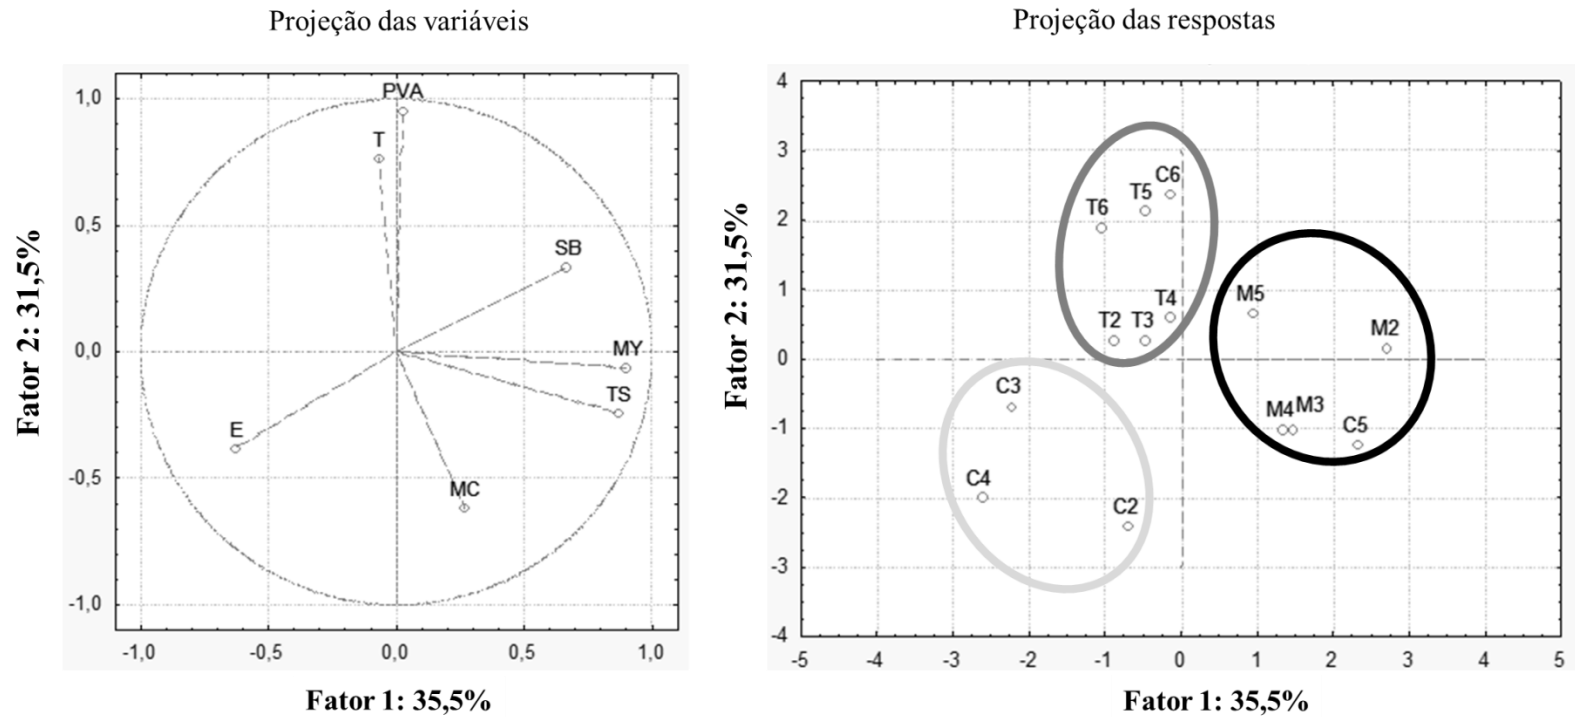 Projeção das variáveis
Fator 2: 31,5%
1,0
0,5
0,0
-0,5
-1,0
PVA
T
SB
MY
TS
E
MC
-1,0 -0,5 0,0 0,5 1,0
Fator 1: 35,5%
Projeção das respostas
Fator 2: 31,5%
4
3
2
1
0
-1
-2
-3
-4
C6
T5
T6
T4
T2 T3
M5
M2
M4 M3
C5
C3
C4
C2
-5 -4 -3 -2 -1 0 1 2 3 4 5
Fator 1: 35,5%